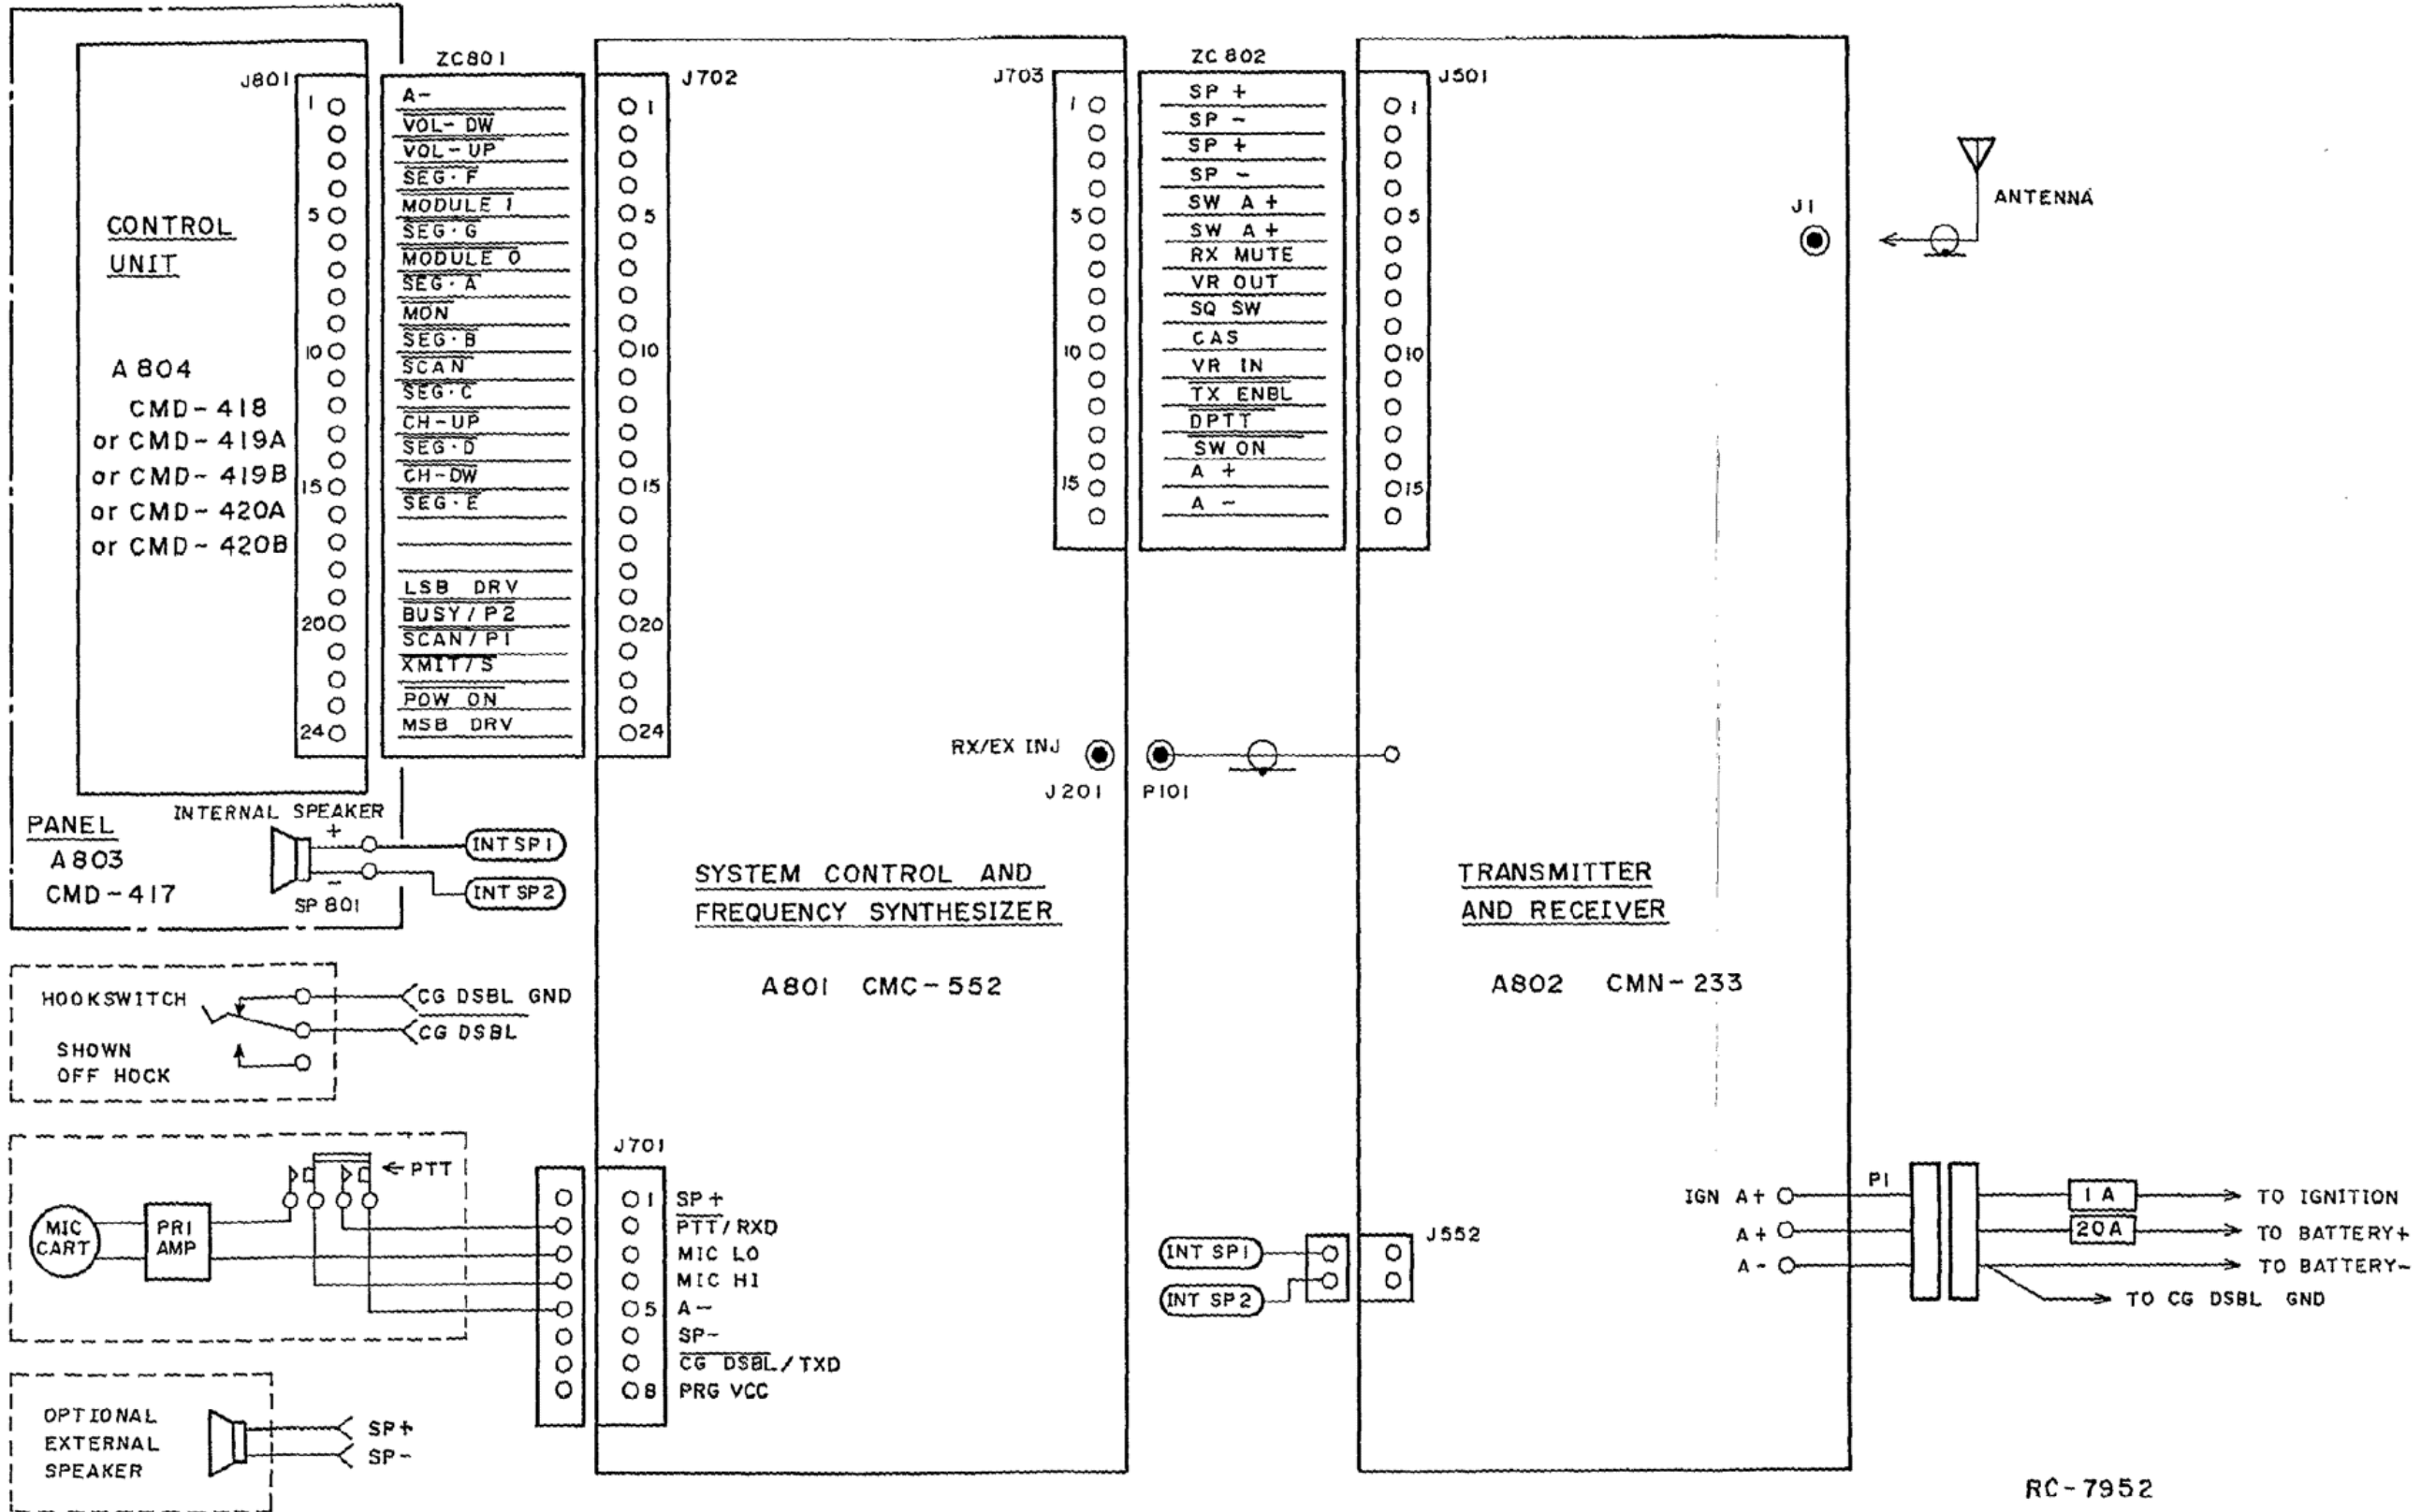 CONTROL
UNIT
A804
CMD-418
or CMD-419A
or CMD-419B
or CMD-420A
or CMD-420B
J801
1
5
10
15
20
24
ZC801
A-
VOL-DW
VOL-UP
SEG·F
MODULE 1
SEG·G
MODULE 0
SEG·A
MON
SEG·B
SCAN
SEG·C
CH-UP
SEG·D
CH-DW
SEG·E
LSB DRV
BUSY/P2
SCAN/P1
XMIT/S
POW ON
MSB DRV
J702
1
5
10
15
20
24
PANEL
A803
CMD-417
INTERNAL SPEAKER
+
-
SP801
INT SP1
INT SP2
HOOKSWITCH
SHOWN
OFF HOCK
CG DSBL GND
CG DSBL
MIC
CART
PRI
AMP
←PTT
OPTIONAL
EXTERNAL
SPEAKER
SP+
SP-
J701
1 SP+
PTT/RXD
MIC LO
MIC HI
5 A-
SP-
CG DSBL/TXD
8 PRG VCC
SYSTEM CONTROL AND
FREQUENCY SYNTHESIZER
A801 CMC-552
J703
1
5
10
15
ZC802
SP +
SP -
SP +
SP -
SW A+
SW A+
RX MUTE
VR OUT
SQ SW
CAS
VR IN
TX ENBL
DPTT
SW ON
A +
A -
J501
1
5
10
15
RX/EX INJ
J201
P101
INT SP1
INT SP2
J552
TRANSMITTER
AND RECEIVER
A802 CMN-233
J1
ANTENNA
IGN A+
A+
A-
P1
1A
20A
TO IGNITION
TO BATTERY+
TO BATTERY-
TO CG DSBL GND
RC-7952